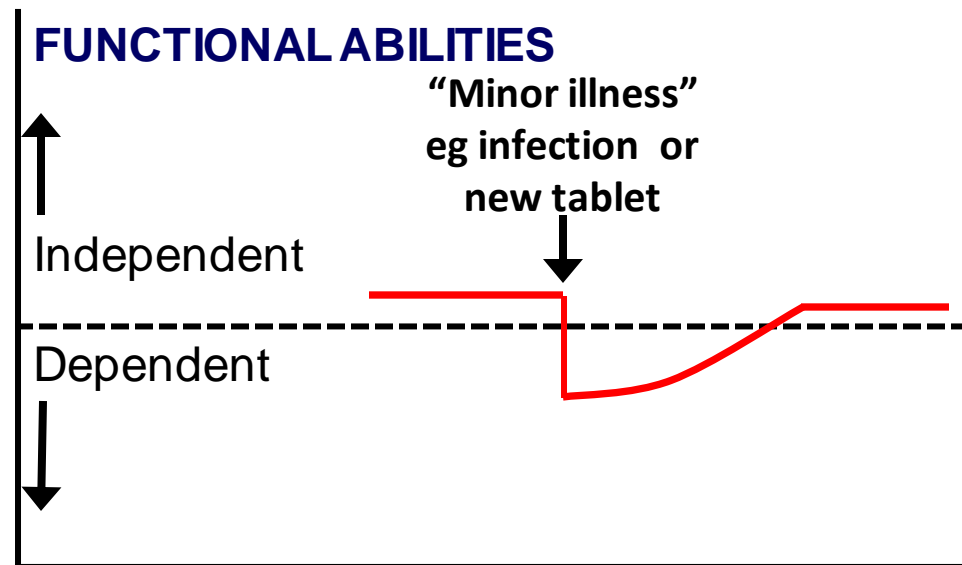 FUNCTIONAL ABILITIES
“Minor illness”
eg infection or
new tablet
Independent
Dependent